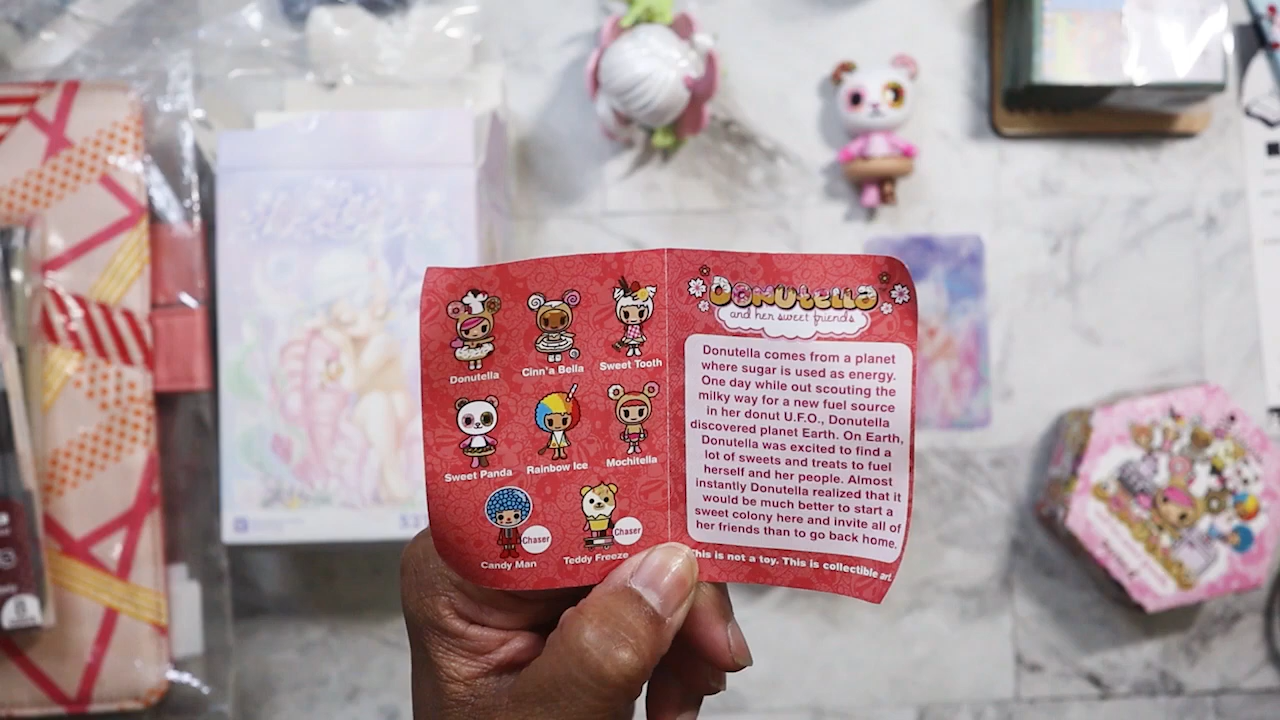 Donutella
Cinn'a Bella
Sweet Tooth
Sweet Panda
Rainbow Ice
Mochitella
Chaser
Candy Man
Chaser
Teddy Freeze
Donutella
and her sweet friends
Donutella comes from a planet
where sugar is used as energy.
One day while out scouting the
milky way for a new fuel source
in her donut U.F.O., Donutella
discovered planet Earth. On Earth,
Donutella was excited to find a
lot of sweets and treats to fuel
herself and her people. Almost
instantly Donutella realized that it
would be much better to start a
sweet colony here and invite all of
her friends than to go back home.
This is not a toy. This is collectible art.